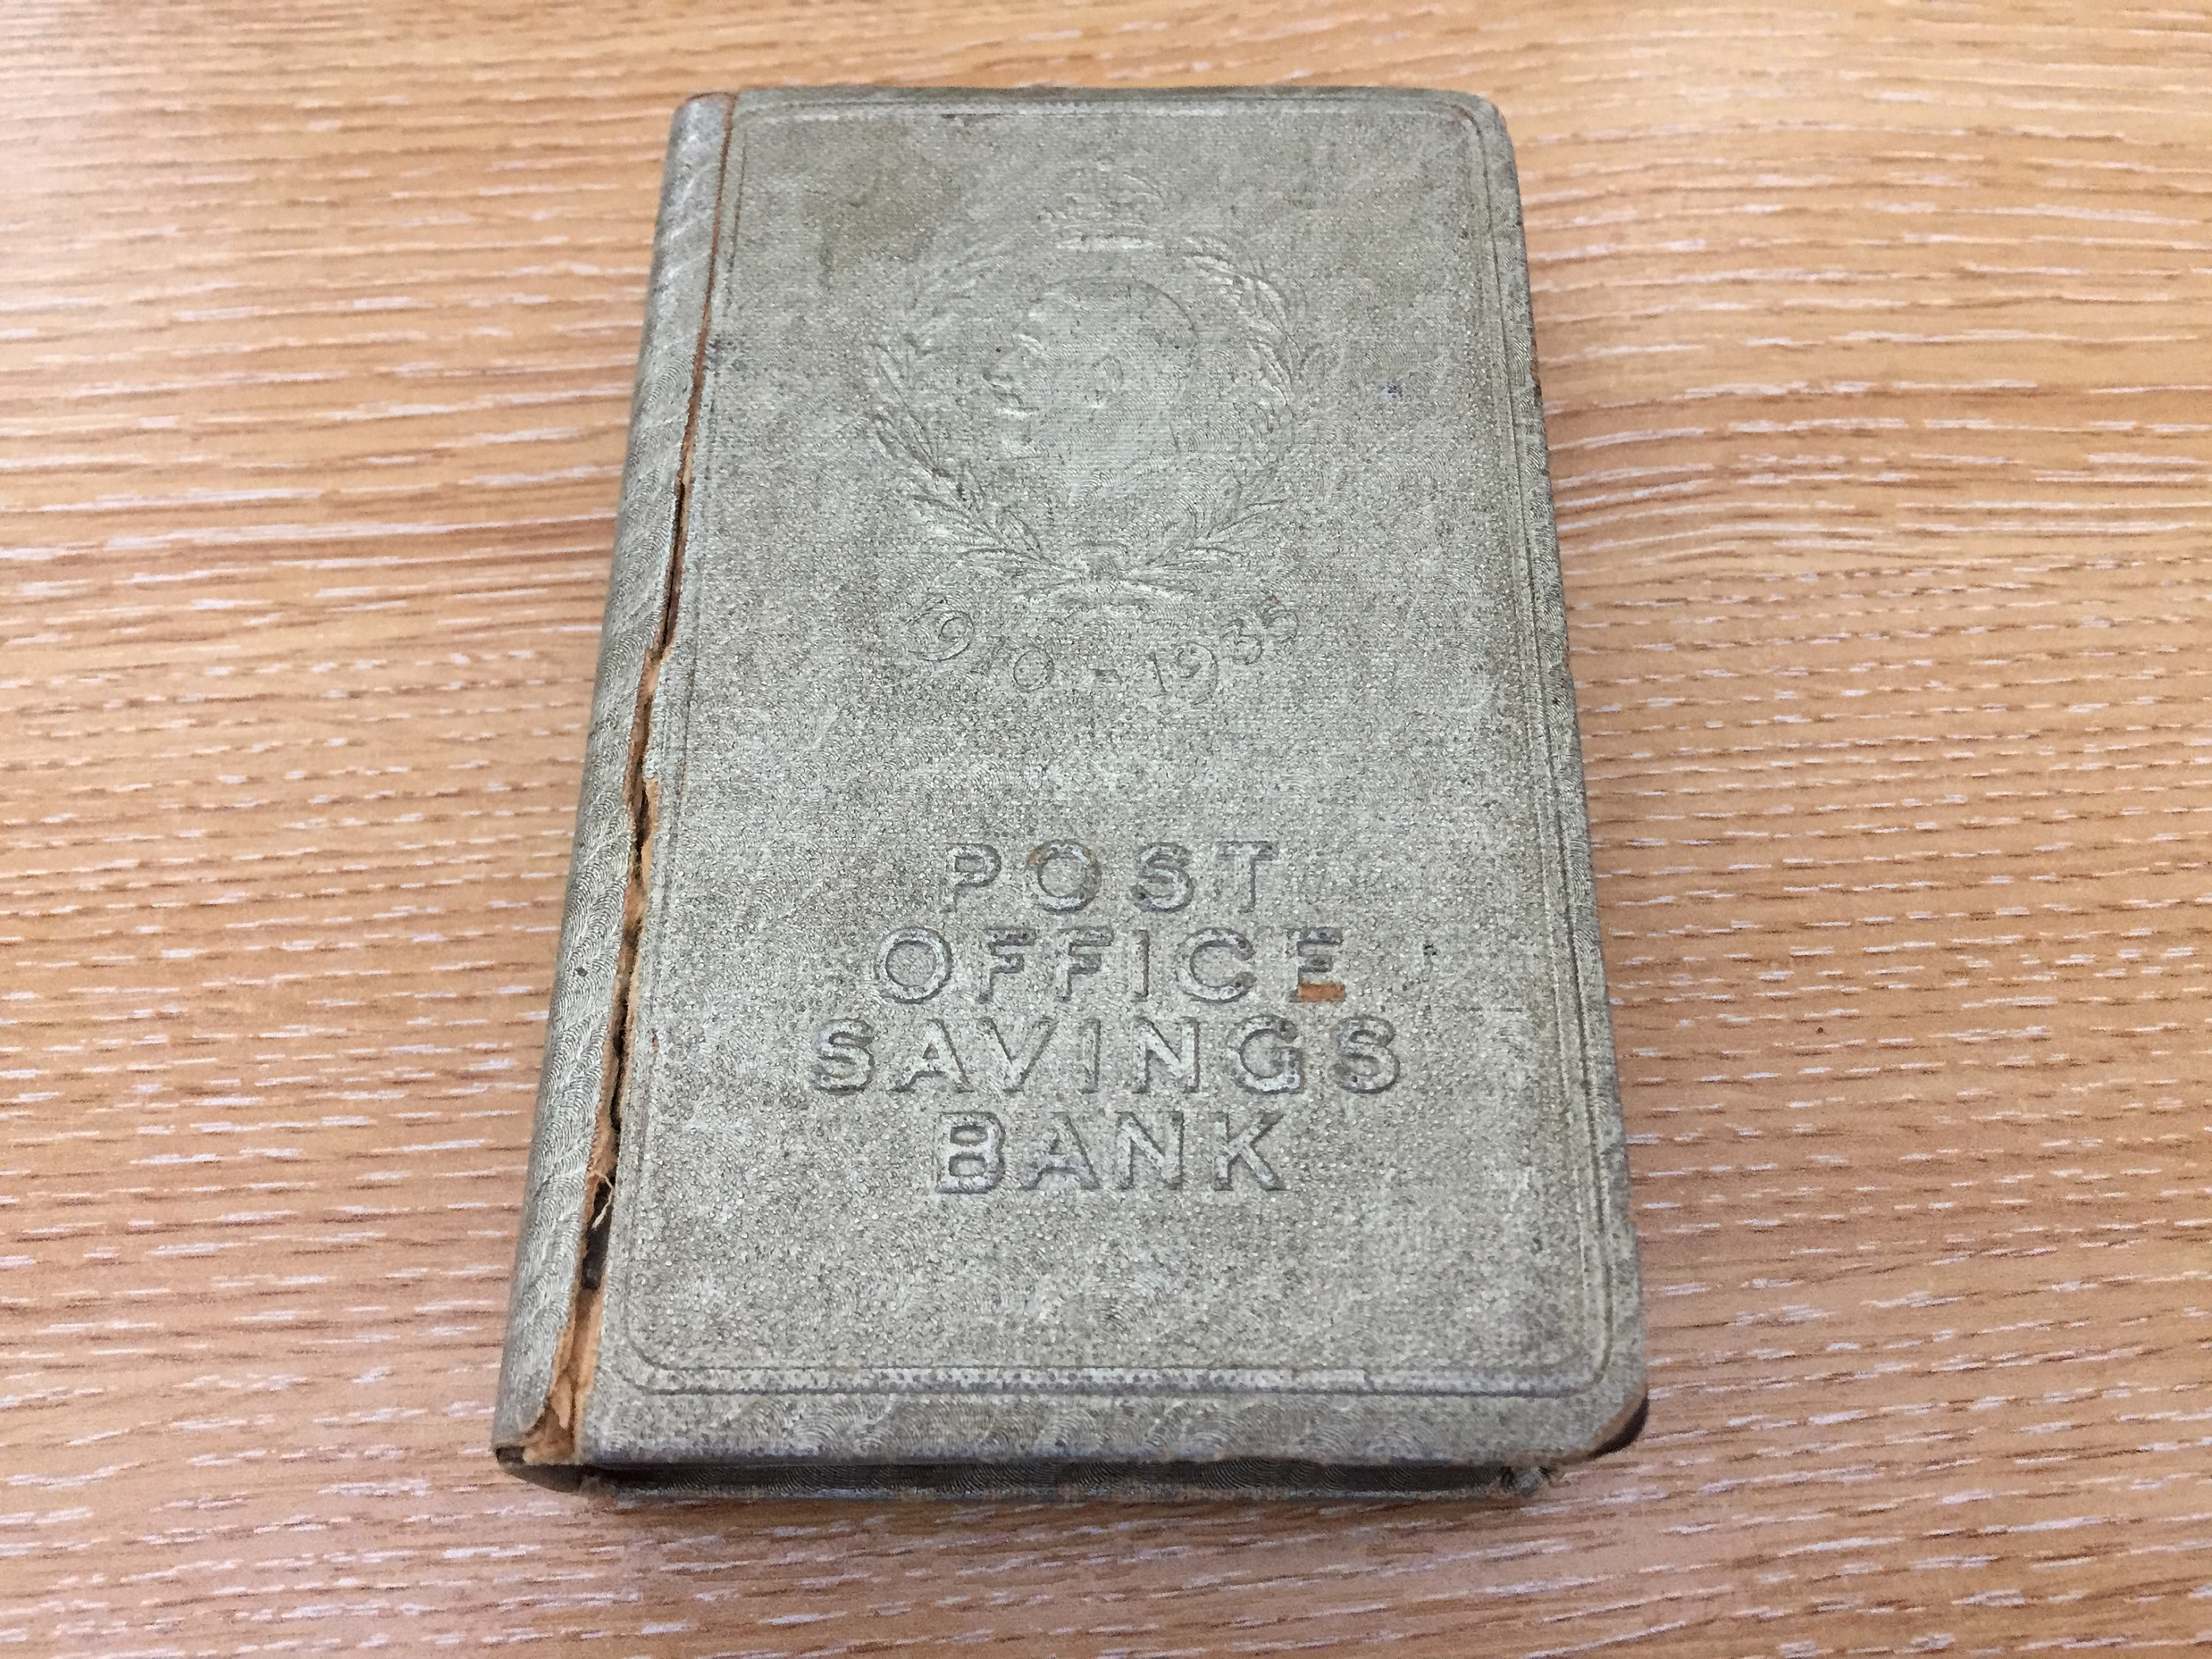 1910-1935
POST
OFFICE
SAVINGS
BANK